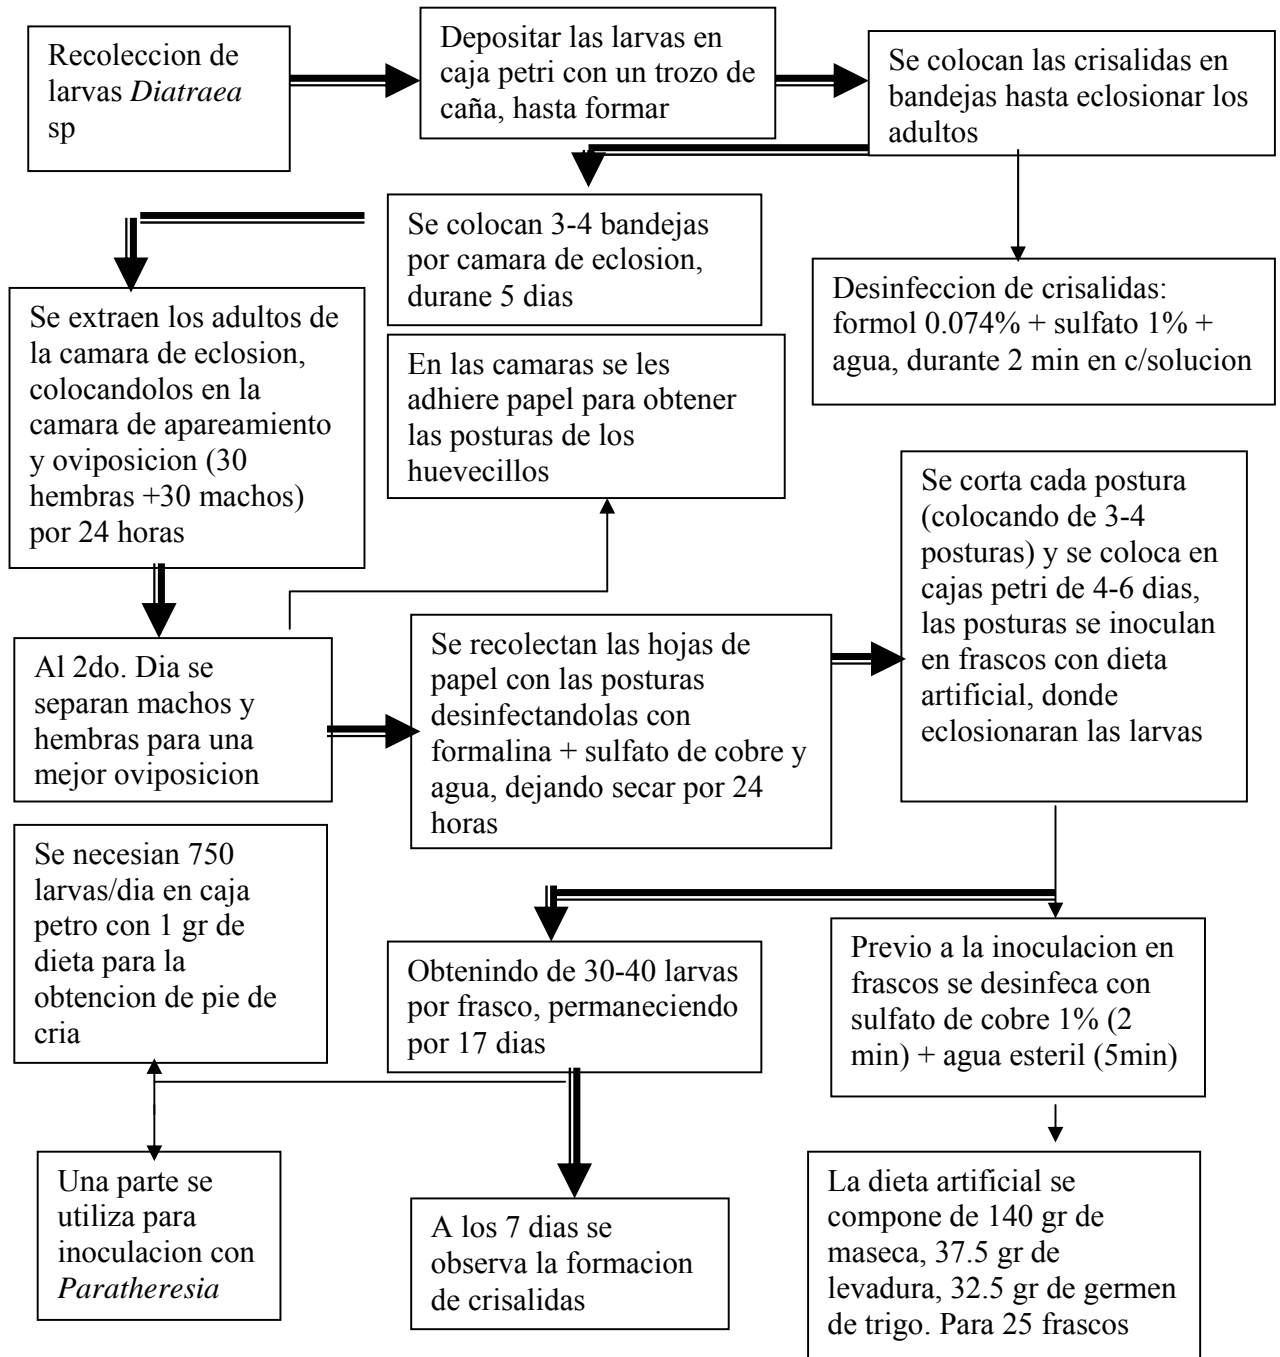 Recoleccion de
larvas Diatraea
sp
Depositar las larvas en
caja petri con un trozo de
caña, hasta formar
Se colocan las crisalidas en
bandejas hasta eclosionar los
adultos
Se colocan 3-4 bandejas
por camara de eclosion,
durane 5 dias
Desinfeccion de crisalidas:
formol 0.074% + sulfato 1% +
agua, durante 2 min en c/solucion
Se extraen los adultos de
la camara de eclosion,
colocandolos en la
camara de apareamiento
y oviposicion (30
hembras +30 machos)
por 24 horas
En las camaras se les
adhiere papel para obtener
las posturas de los
huevecillos
Al 2do. Dia se
separan machos y
hembras para una
mejor oviposicion
Se recolectan las hojas de
papel con las posturas
desinfectandolas con
formalina + sulfato de cobre y
agua, dejando secar por 24
horas
Se corta cada postura
(colocando de 3-4
posturas) y se coloca en
cajas petri de 4-6 dias,
las posturas se inoculan
en frascos con dieta
artificial, donde
eclosionaran las larvas
Se necesian 750
larvas/dia en caja
petro con 1 gr de
dieta para la
obtencion de pie de
cria
Obtenindo de 30-40 larvas
por frasco, permaneciendo
por 17 dias
Previo a la inoculacion en
frascos se desinfeca con
sulfato de cobre 1% (2
min) + agua esteril (5min)
Una parte se
utiliza para
inoculacion con
Paratheresia
A los 7 dias se
observa la formacion
de crisalidas
La dieta artificial se
compone de 140 gr de
maseca, 37.5 gr de
levadura, 32.5 gr de germen
de trigo. Para 25 frascos